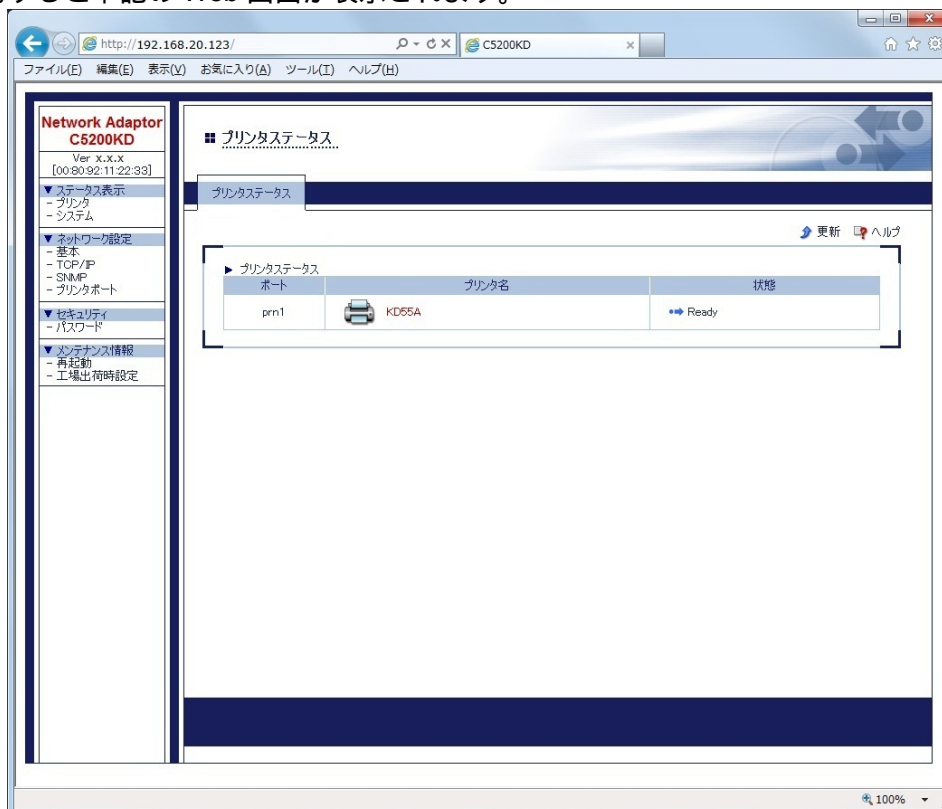 すると下記の Web 画面が表示されます。
http://192.168.20.123/
C5200KD
ファイル(F) 編集(E) 表示(V) お気に入り(A) ツール(T) ヘルプ(H)
Network Adaptor
C5200KD
Ver x.x.x
[00:80:92:11:22:33]
▼ ステータス表示
- プリンタ
- システム
▼ ネットワーク設定
- 基本
- TCP/IP
- SNMP
- プリンタポート
▼ セキュリティ
- パスワード
▼ メンテナンス情報
- 再起動
- 工場出荷時設定
プリンタステータス
プリンタステータス
更新 ヘルプ
▶ プリンタステータス
ポート プリンタ名 状態
prn1 KD55A Ready
100%